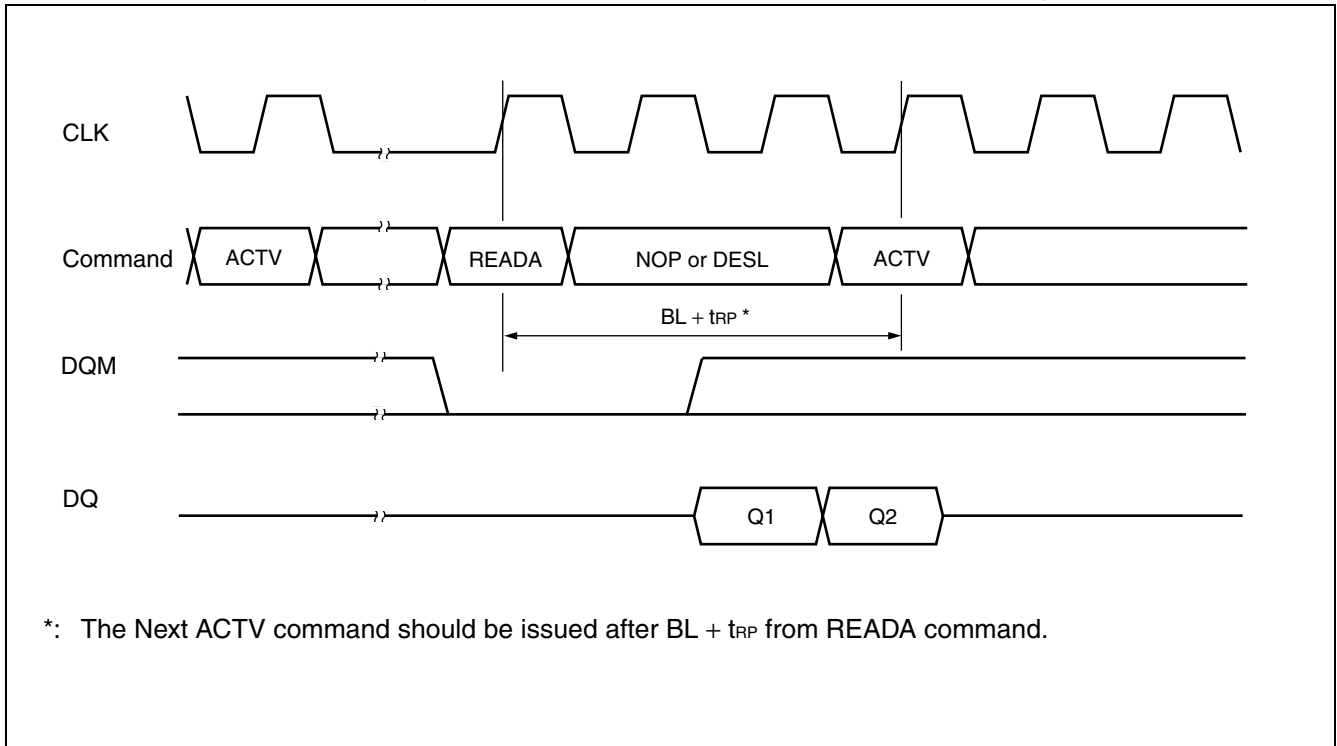 CLK
Command ACTV READA NOP or DESL ACTV
BL + tRP *
DQM
DQ Q1 Q2
*: The Next ACTV command should be issued after BL + tRP from READA command.